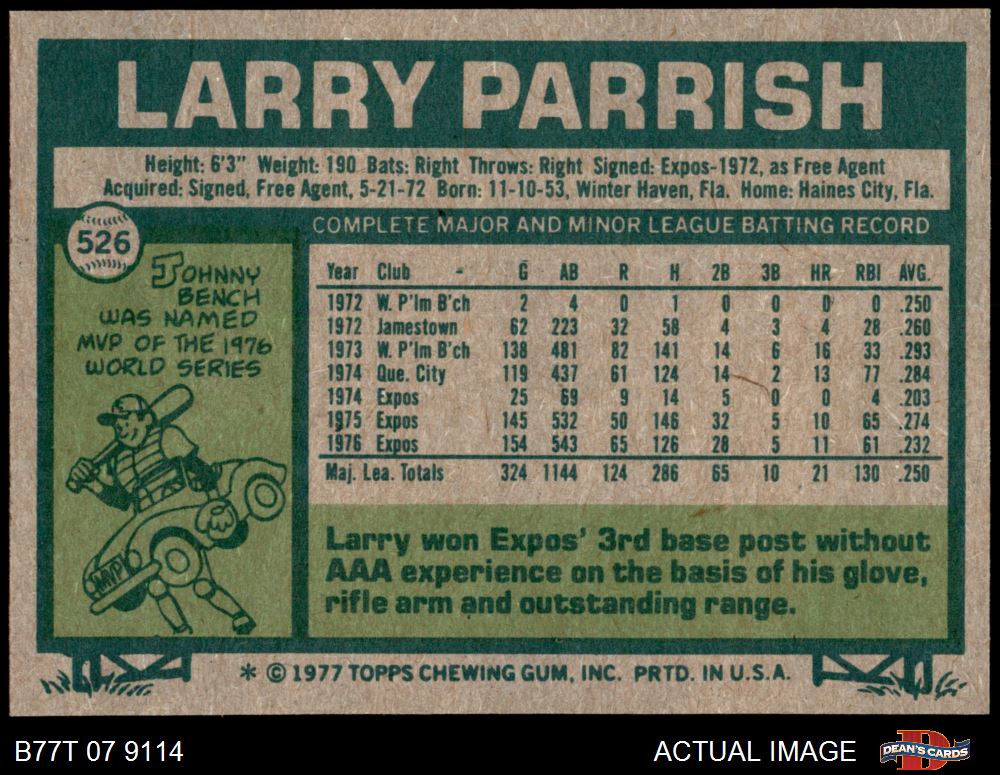 LARRY PARRISH
Height: 6'3" Weight: 190 Bats: Right Throws: Right Signed: Expos-1972, as Free Agent
Acquired: Signed, Free Agent, 5-21-72 Born: 11-10-53, Winter Haven, Fla. Home: Haines City, Fla.
526
JOHNNY
BENCH
WAS NAMED
MVP OF THE 1976
WORLD SERIES
MVP
COMPLETE MAJOR AND MINOR LEAGUE BATTING RECORD
Year Club G AB R H 2B 3B HR RBI AVG.
1972 W. P'lm B'ch 2 4 0 1 0 0 0 0 .250
1972 Jamestown 62 223 32 58 4 3 4 28 .260
1973 W. P'lm B'ch 138 481 82 141 14 6 16 33 .293
1974 Que. City 119 437 61 124 14 2 13 77 .284
1974 Expos 25 69 9 14 5 0 0 4 .203
1975 Expos 145 532 50 146 32 5 10 65 .274
1976 Expos 154 543 65 126 28 5 11 61 .232
Maj. Lea. Totals 324 1144 124 286 65 10 21 130 .250
Larry won Expos' 3rd base post without
AAA experience on the basis of his glove,
rifle arm and outstanding range.
* © 1977 TOPPS CHEWING GUM, INC. PRTD. IN U.S.A.
B77T 07 9114
ACTUAL IMAGE
D
DEAN'S CARDS